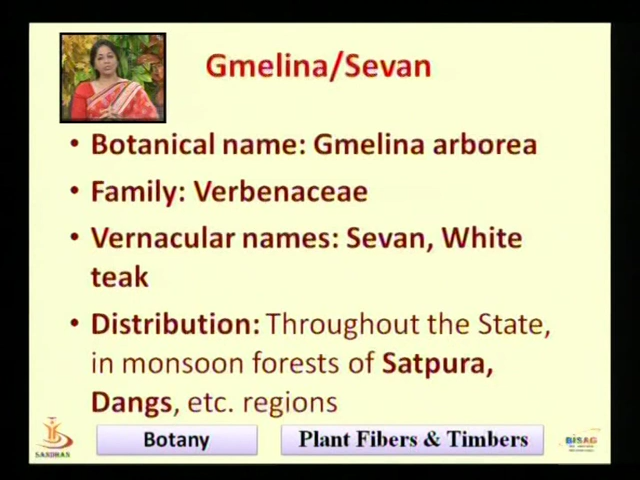 Gmelina/Sevan
• Botanical name: Gmelina arborea
• Family: Verbenaceae
• Vernacular names: Sevan, White
teak
• Distribution: Throughout the State,
in monsoon forests of Satpura,
Dangs, etc. regions
SANDHAN
Botany
Plant Fibers & Timbers
BISAG